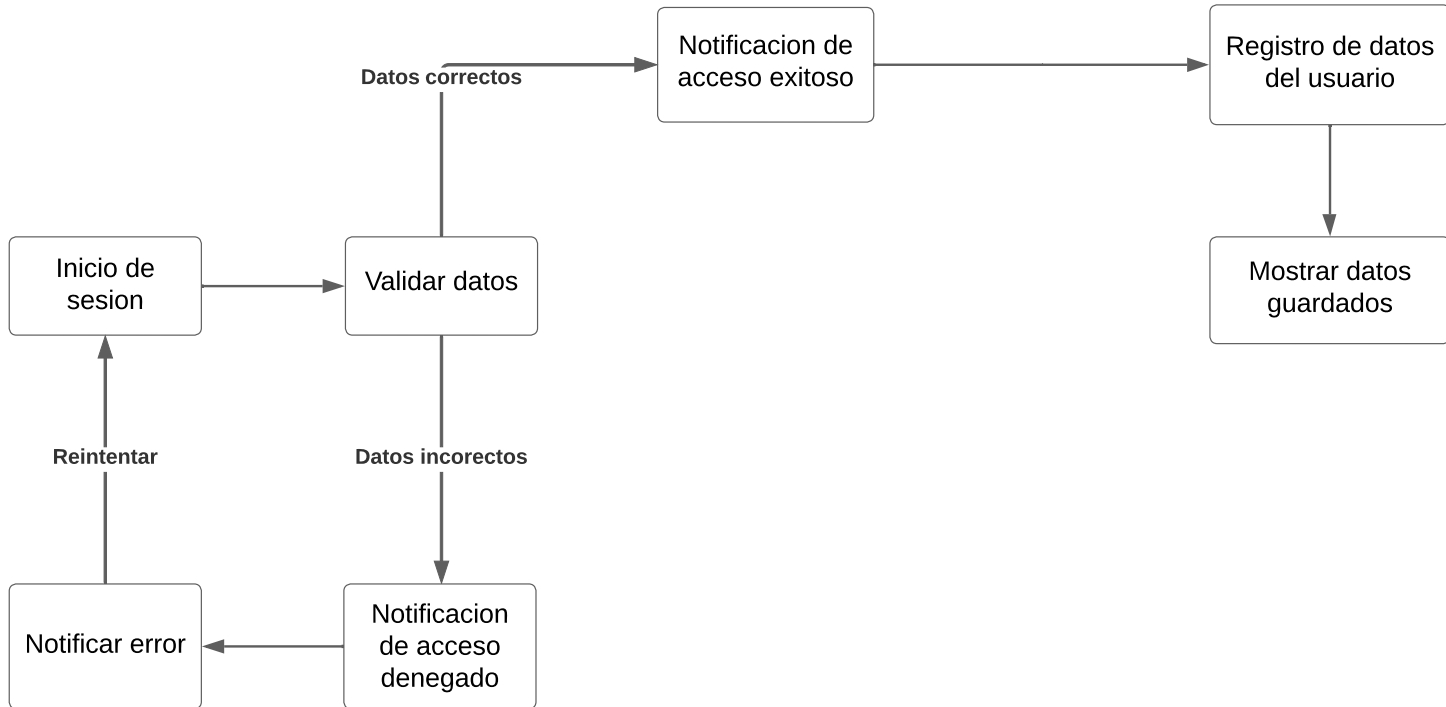 Notificacion de
acceso exitoso
Registro de datos
del usuario
Datos correctos
Inicio de
sesion
Validar datos
Mostrar datos
guardados
Reintentar
Datos incorectos
Notificar error
Notificacion
de acceso
denegado